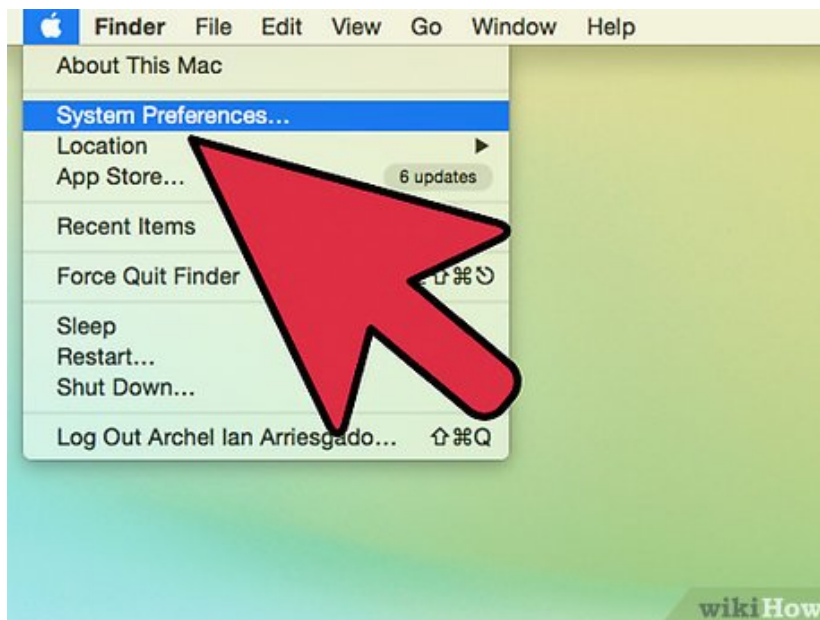 Finder File Edit View Go Window Help
About This Mac
System Preferences...
Location ▶
App Store... 6 updates
Recent Items
Force Quit Finder ⇧⌘⎋
Sleep
Restart...
Shut Down...
Log Out Archel Ian Arriesgado... ⇧⌘Q
wikiHow